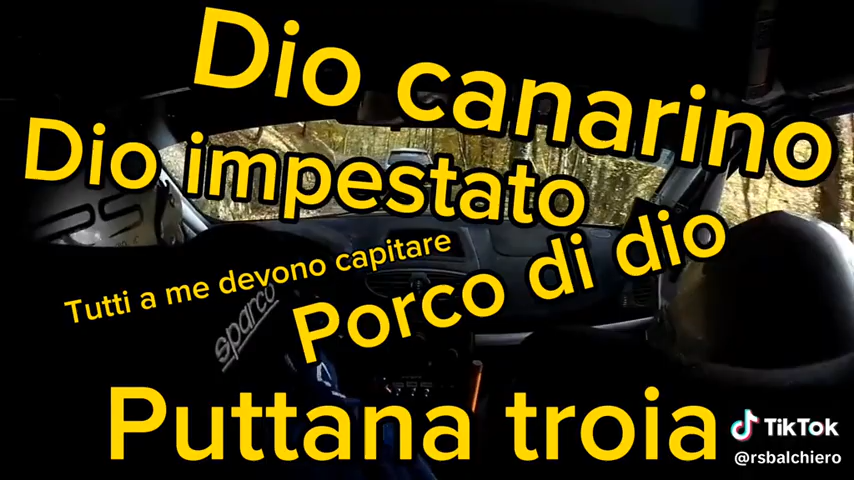 Dio canarino
Dio impestato
Tutti a me devono capitare
Porco di dio
sparco
Puttana troia
TikTok
@rsbalchiero